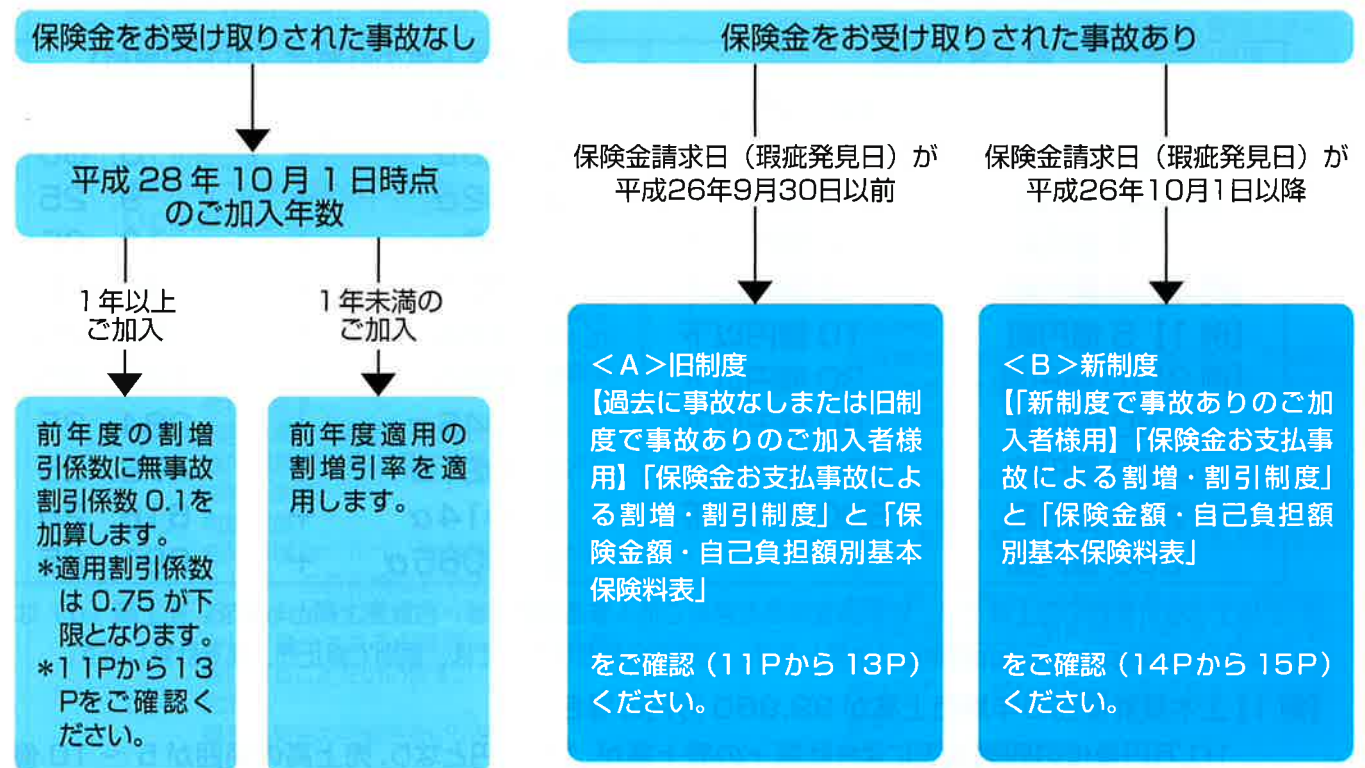 保険金をお受け取りされた事故なし
平成 28 年 10 月 1 日時点
のご加入年数
1年以上
ご加入
1年未満の
ご加入
前年度の割増
引係数に無事故
割引係数 0.1を
加算します。
*適用割引係数
は 0.75 が下
限となります。
*11Pから13
Pをご確認く
ださい。
前年度適用の
割増引率を適
用します。
保険金をお受け取りされた事故あり
保険金請求日（瑕疵発見日）が
平成26年9月30日以前
保険金請求日（瑕疵発見日）が
平成26年10月1日以降
＜A＞旧制度
【過去に事故なしまたは旧制
度で事故ありのご加入者様
用】「保険金お支払事故によ
る割増・割引制度」と「保
険金額・自己負担額別基本
保険料表」
をご確認（11Pから 13P）
ください。
＜B＞新制度
【「新制度で事故ありのご加
入者様用】「保険金お支払事
故による割増・割引制度」
と「保険金額・自己負担額
別基本保険料表」
をご確認（14Pから 15P）
ください。